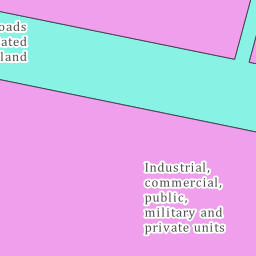 oads
ated
land
Industrial,
commercial,
public,
military and
private units